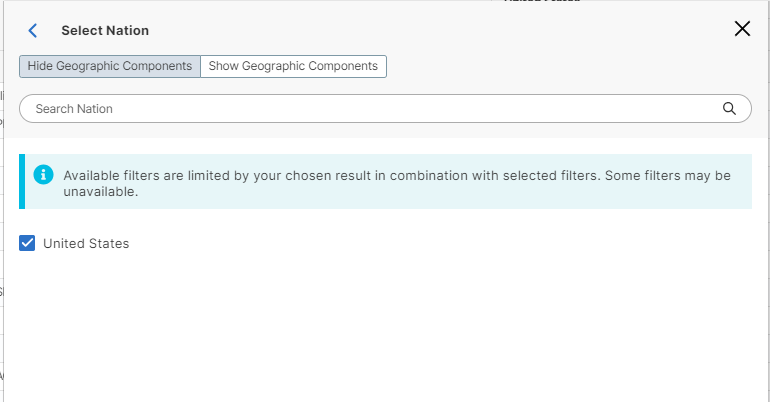 Select Nation
Hide Geographic Components
Show Geographic Components
Search Nation
Available filters are limited by your chosen result in combination with selected filters. Some filters may be
unavailable.
United States